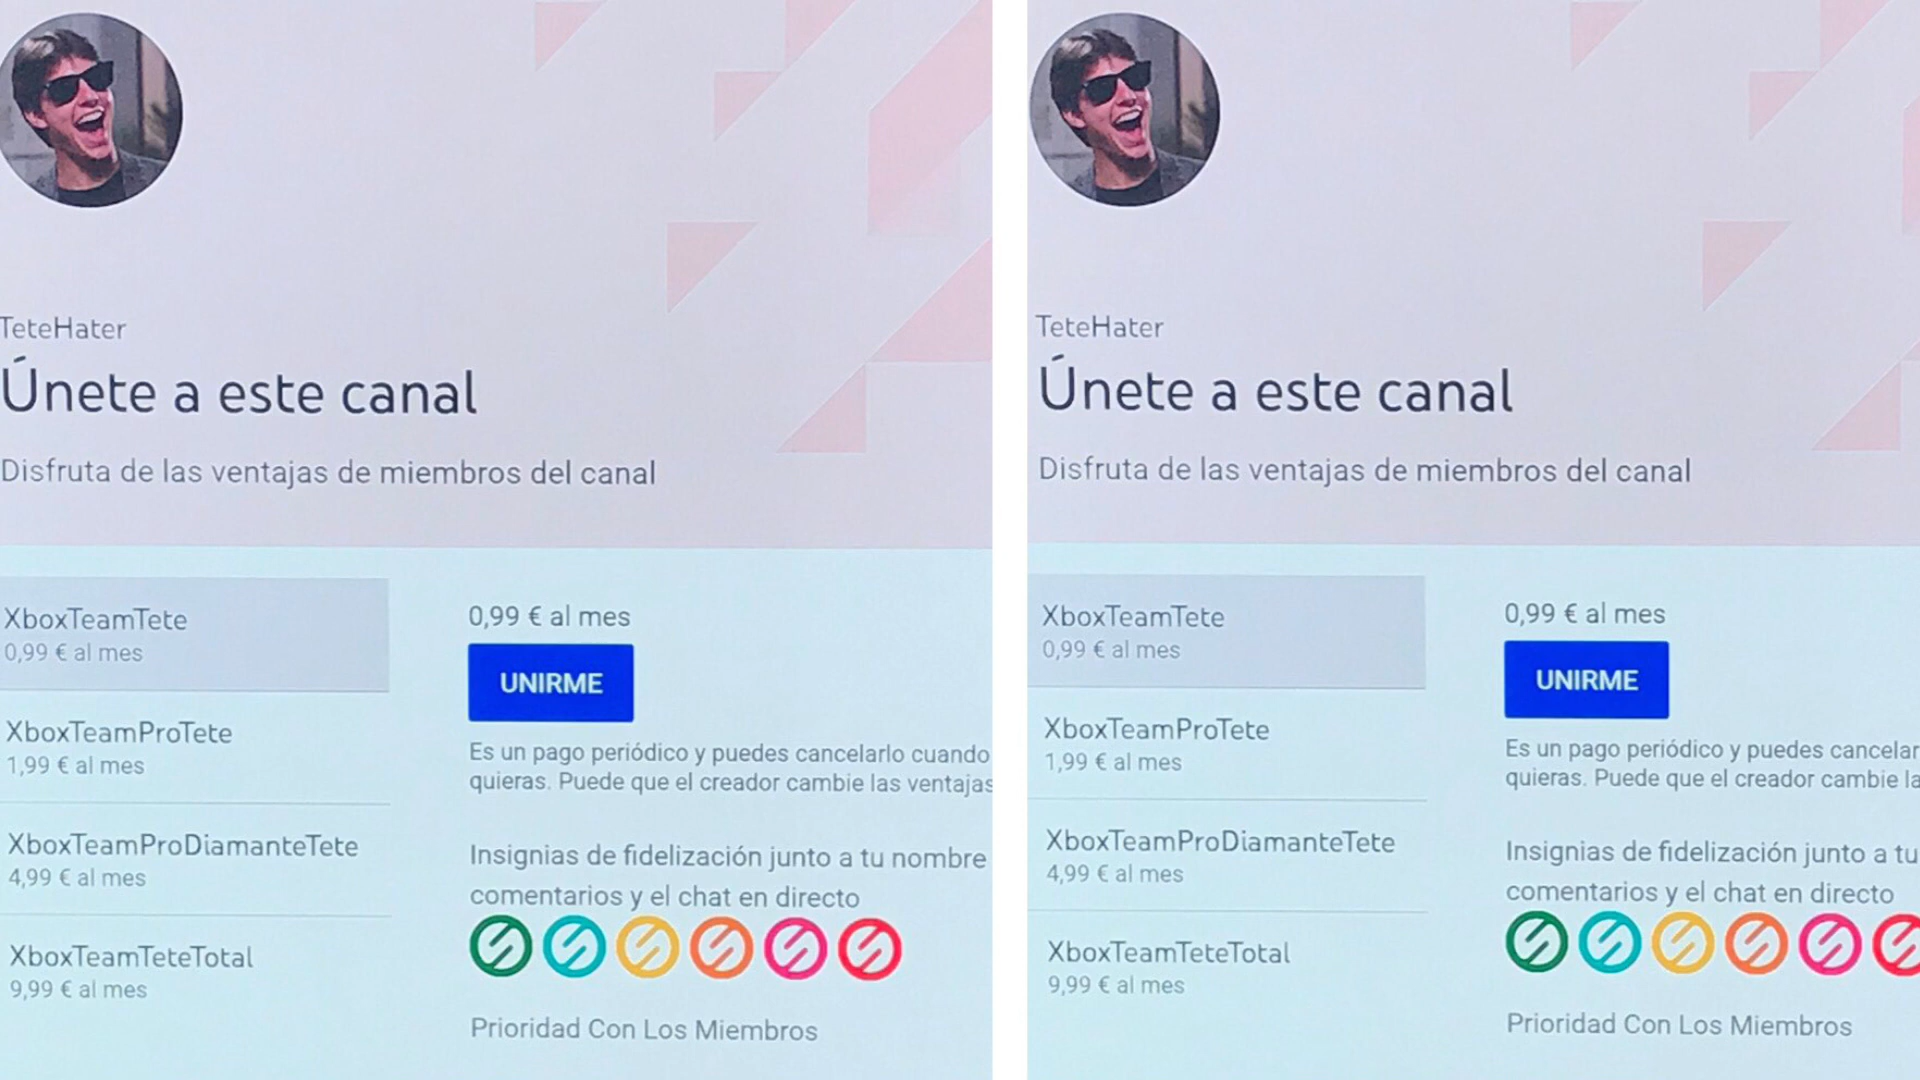 TeteHater
Únete a este canal
Disfruta de las ventajas de miembros del canal
XboxTeamTete
0,99 € al mes
XboxTeamProTete
1,99 € al mes
XboxTeamProDiamanteTete
4,99 € al mes
XboxTeamTeteTotal
9,99 € al mes
0,99 € al mes
UNIRME
Es un pago periódico y puedes cancelarlo cuando
quieras. Puede que el creador cambie las ventajas
Insignias de fidelización junto a tu nombre
comentarios y el chat en directo
Prioridad Con Los Miembros
TeteHater
Únete a este canal
Disfruta de las ventajas de miembros del canal
XboxTeamTete
0,99 € al mes
XboxTeamProTete
1,99 € al mes
XboxTeamProDiamanteTete
4,99 € al mes
XboxTeamTeteTotal
9,99 € al mes
0,99 € al mes
UNIRME
Es un pago periódico y puedes cancelar
quieras. Puede que el creador cambie la
Insignias de fidelización junto a tu
comentarios y el chat en directo
Prioridad Con Los Miembros